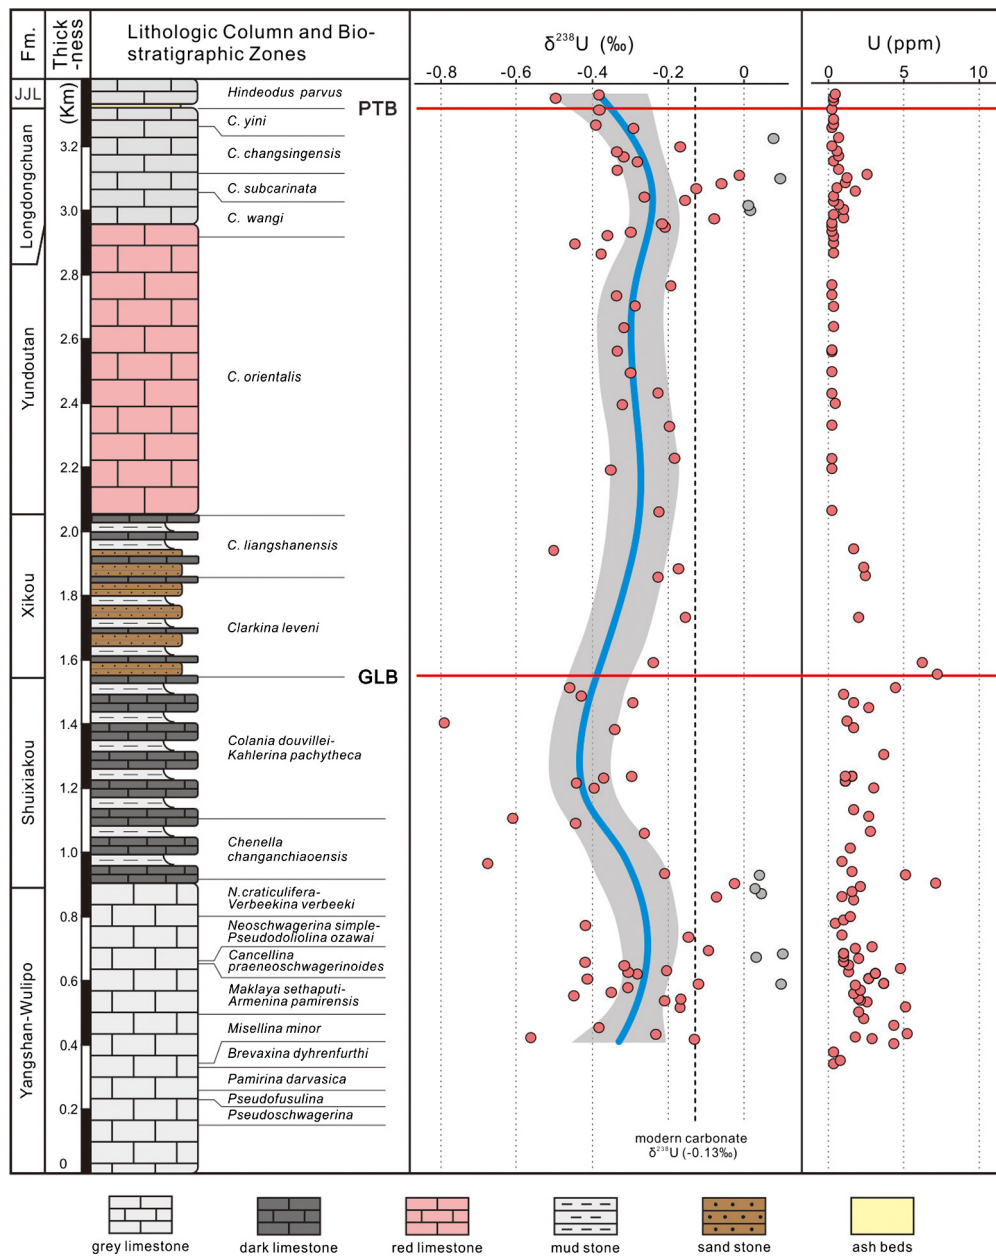 Fm.
Thick
-ness
(Km)
Lithologic Column and Bio-
stratigraphic Zones
δ²³⁸U (‰)
U (ppm)
-0.8
-0.6
-0.4
-0.2
0
0
5
10
JJL
Longdongchuan
Yundoutan
Xikou
Shuixiakou
Yangshan-Wulipo
3.2
3.0
2.8
2.6
2.4
2.2
2.0
1.8
1.6
1.4
1.2
1.0
0.8
0.6
0.4
0.2
0
Hindeodus parvus
PTB
C. yini
C. changsingensis
C. subcarinata
C. wangi
C. orientalis
C. liangshanensis
Clarkina leveni
GLB
Colania douvillei-
Kahlerina pachytheca
Chenella
changanchiaoensis
N.craticulifera-
Verbeekina verbeeki
Neoschwagerina simple-
Pseudodoliolina ozawai
Cancellina
praeneoschwagerinoides
Maklaya sethaputi-
Armenina pamirensis
Misellina minor
Brevaxina dyhrenfurthi
Pamirina darvasica
Pseudofusulina
Pseudoschwagerina
modern carbonate
δ²³⁸U (-0.13‰)
grey limestone
dark limestone
red limestone
mud stone
sand stone
ash beds